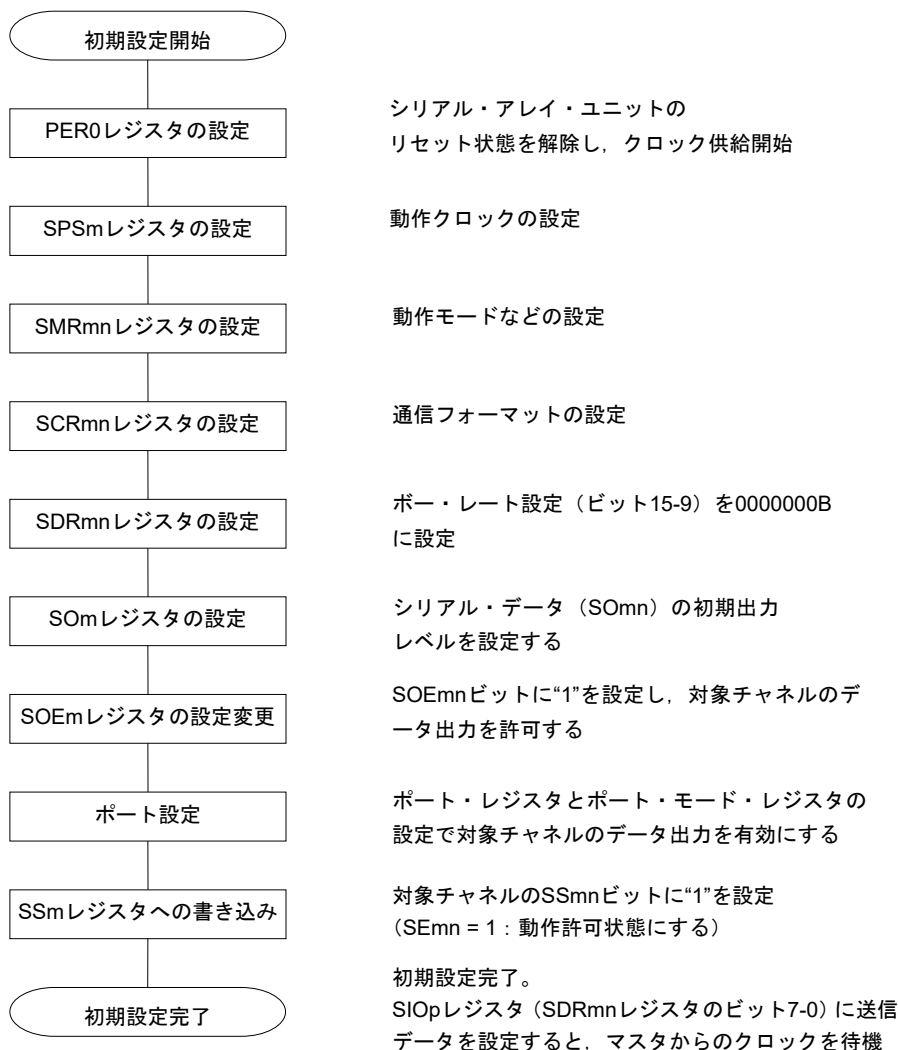 初期設定開始
PER0レジスタの設定
シリアル・アレイ・ユニットの
リセット状態を解除し，クロック供給開始
SPSmレジスタの設定
動作クロックの設定
SMRmnレジスタの設定
動作モードなどの設定
SCRmnレジスタの設定
通信フォーマットの設定
SDRmnレジスタの設定
ボー・レート設定（ビット15-9）を0000000B
に設定
SOmレジスタの設定
シリアル・データ（SOmn）の初期出力
レベルを設定する
SOEmレジスタの設定変更
SOEmnビットに“1”を設定し，対象チャネルのデ
ータ出力を許可する
ポート設定
ポート・レジスタとポート・モード・レジスタの
設定で対象チャネルのデータ出力を有効にする
SSmレジスタへの書き込み
対象チャネルのSSmnビットに“1”を設定
（SEmn = 1：動作許可状態にする）
初期設定完了
初期設定完了。
SIOpレジスタ（SDRmnレジスタのビット7-0）に送信
データを設定すると，マスタからのクロックを待機